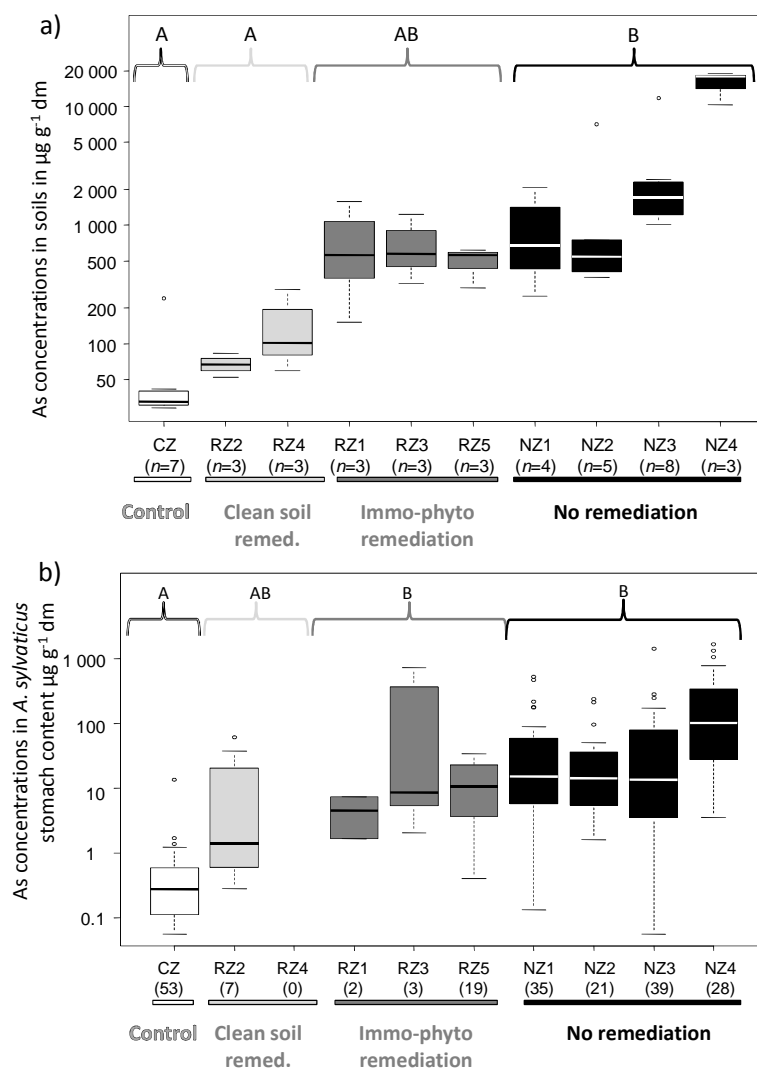 a)
A A AB B
As concentrations in soils in µg g-1 dm
20 000
10 000
5 000
2 000
1 000
500
200
100
50
CZ RZ2 RZ4 RZ1 RZ3 RZ5 NZ1 NZ2 NZ3 NZ4
(n=7) (n=3) (n=3) (n=3) (n=3) (n=3) (n=4) (n=5) (n=8) (n=3)
Control Clean soil Immo-phyto No remediation
remed. remediation
b)
A AB B B
As concentrations in A. sylvaticus
stomach content µg g-1 dm
1 000
100
10
1
0.1
CZ RZ2 RZ4 RZ1 RZ3 RZ5 NZ1 NZ2 NZ3 NZ4
(53) (7) (0) (2) (3) (19) (35) (21) (39) (28)
Control Clean soil Immo-phyto No remediation
remed. remediation